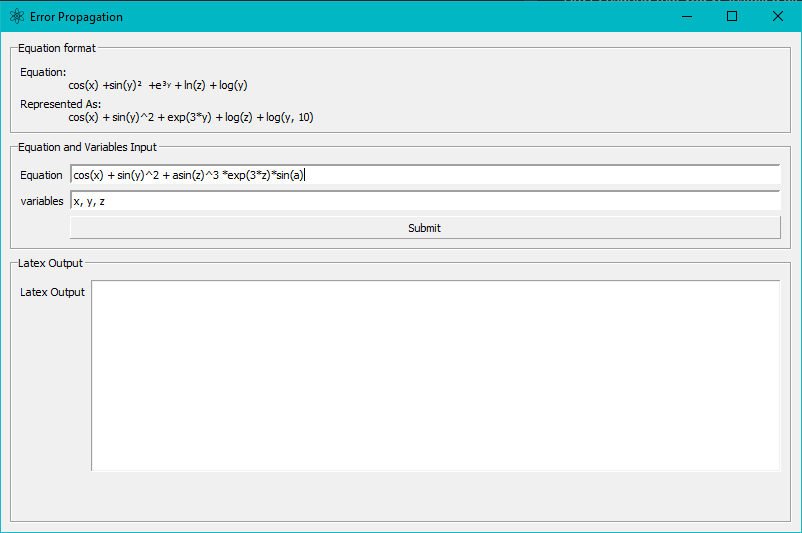 Error Propagation
Equation format
Equation:
cos(x) +sin(y)² +e³ʸ + ln(z) + log(y)
Represented As:
cos(x) + sin(y)^2 + exp(3*y) + log(z) + log(y, 10)
Equation and Variables Input
Equation cos(x) + sin(y)^2 + asin(z)^3 *exp(3*z)*sin(a)
variables x, y, z
Submit
Latex Output
Latex Output